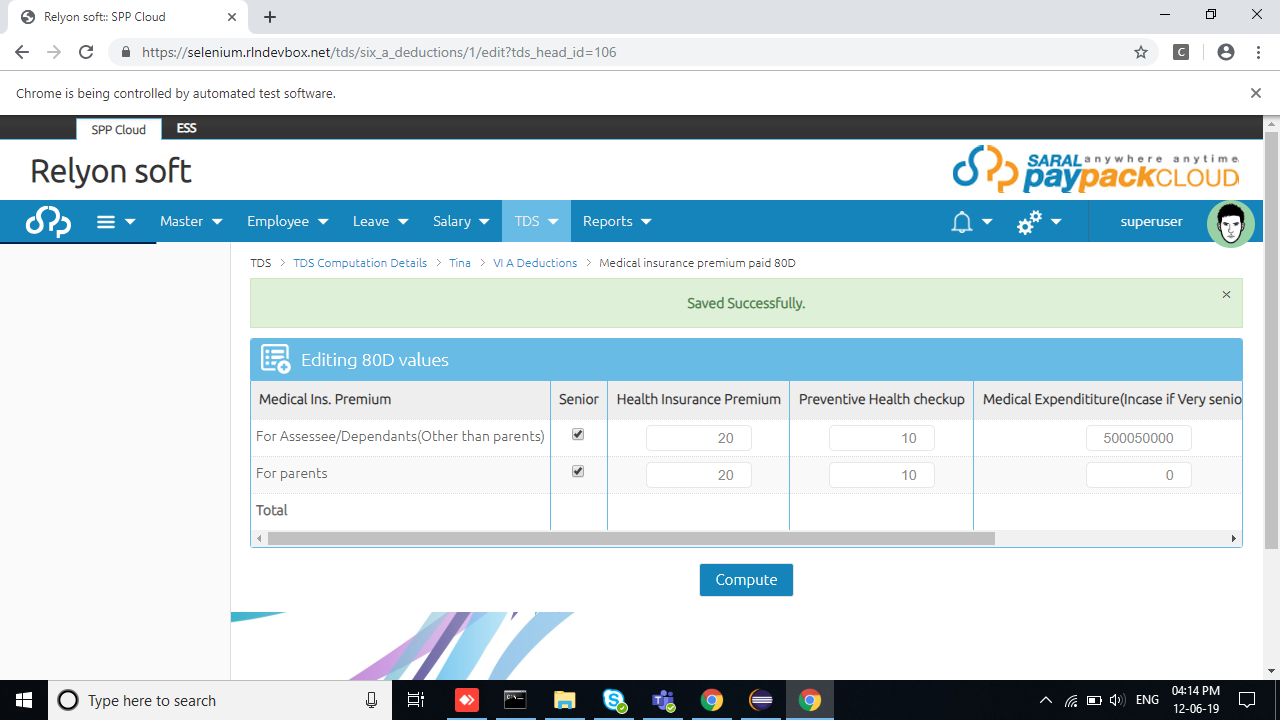 Relyon soft:: SPP Cloud
https://selenium.rlndevbox.net/tds/six_a_deductions/1/edit?tds_head_id=106
C
Chrome is being controlled by automated test software.
SPP Cloud ESS
Relyon soft
SARAL anywhere anytime
paypackCLOUD
Master Employee Leave Salary TDS Reports superuser
TDS > TDS Computation Details > Tina > VI A Deductions > Medical insurance premium paid 80D
Saved Successfully. ×
Editing 80D values
Medical Ins. Premium Senior Health Insurance Premium Preventive Health checkup Medical Expenditiure(Incase if Very senio
For Assessee/Dependants(Other than parents) 20 10 500050000
For parents 20 10 0
Total
Compute
Type here to search
ENG
04:14 PM
12-06-19